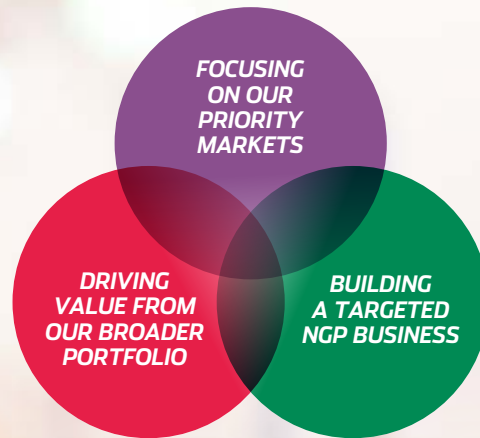 FOCUSING
ON OUR
PRIORITY
MARKETS
DRIVING
VALUE FROM
OUR BROADER
PORTFOLIO
BUILDING
A TARGETED
NGP BUSINESS